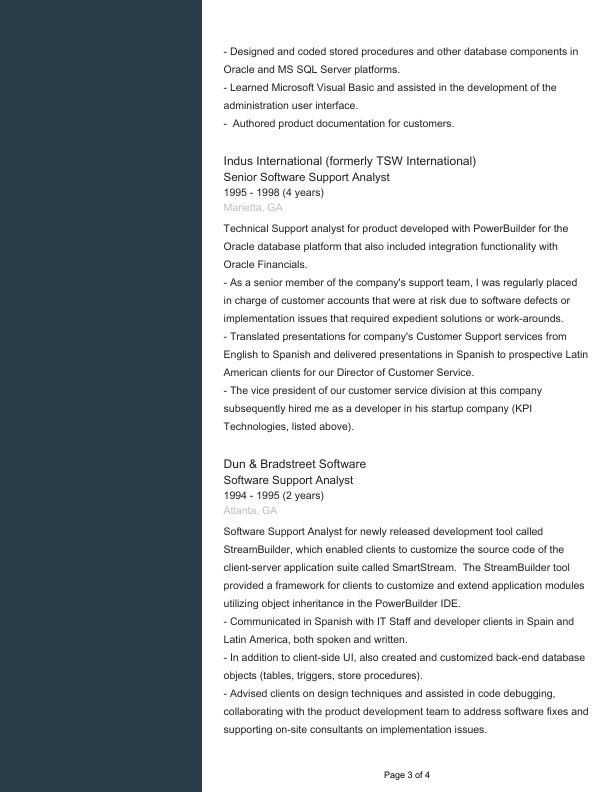 - Designed and coded stored procedures and other database components in
Oracle and MS SQL Server platforms.
- Learned Microsoft Visual Basic and assisted in the development of the
administration user interface.
-  Authored product documentation for customers.
Indus International (formerly TSW International)
Senior Software Support Analyst
1995 - 1998 (4 years)
Marietta, GA
Technical Support analyst for product developed with PowerBuilder for the
Oracle database platform that also included integration functionality with
Oracle Financials.
- As a senior member of the company's support team, I was regularly placed
in charge of customer accounts that were at risk due to software defects or
implementation issues that required expedient solutions or work-arounds.
- Translated presentations for company's Customer Support services from
English to Spanish and delivered presentations in Spanish to prospective Latin
American clients for our Director of Customer Service.
- The vice president of our customer service division at this company
subsequently hired me as a developer in his startup company (KPI
Technologies, listed above).
Dun & Bradstreet Software
Software Support Analyst
1994 - 1995 (2 years)
Atlanta, GA
Software Support Analyst for newly released development tool called
StreamBuilder, which enabled clients to customize the source code of the
client-server application suite called SmartStream.  The StreamBuilder tool
provided a framework for clients to customize and extend application modules
utilizing object inheritance in the PowerBuilder IDE.
- Communicated in Spanish with IT Staff and developer clients in Spain and
Latin America, both spoken and written.
- In addition to client-side UI, also created and customized back-end database
objects (tables, triggers, store procedures).
- Advised clients on design techniques and assisted in code debugging,
collaborating with the product development team to address software fixes and
supporting on-site consultants on implementation issues.
Page 3 of 4